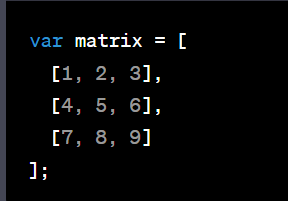 var matrix = [
  [1, 2, 3],
  [4, 5, 6],
  [7, 8, 9]
];